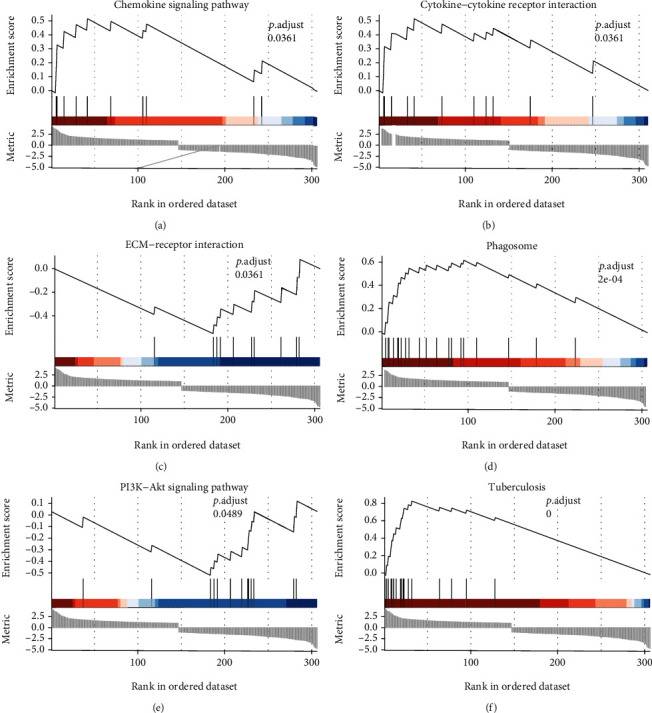 Chemokine signaling pathway
p.adjust
0.0361
Enrichment score
0.5
0.4
0.3
0.2
0.1
0.0
Metric
2.5
0.0
−2.5
−5.0
100
200
300
Rank in ordered dataset
(a)
Cytokine−cytokine receptor interaction
p.adjust
0.0361
Enrichment score
0.5
0.4
0.3
0.2
0.1
0.0
Metric
2.5
0.0
−2.5
−5.0
100
200
300
Rank in ordered dataset
(b)
ECM−receptor interaction
p.adjust
0.0361
Enrichment score
0.0
−0.2
−0.4
Metric
2.5
0.0
−2.5
−5.0
100
200
300
Rank in ordered dataset
(c)
Phagosome
p.adjust
2e-04
Enrichment score
0.6
0.4
0.2
0.0
Metric
2.5
0.0
−2.5
−5.0
100
200
300
Rank in ordered dataset
(d)
PI3K−Akt signaling pathway
p.adjust
0.0489
Enrichment score
0.1
0.0
−0.1
−0.2
−0.3
−0.4
−0.5
Metric
2.5
0.0
−2.5
−5.0
100
200
300
Rank in ordered dataset
(e)
Tuberculosis
p.adjust
0
Enrichment score
0.8
0.6
0.4
0.2
0.0
Metric
2.5
0.0
−2.5
−5.0
100
200
300
Rank in ordered dataset
(f)